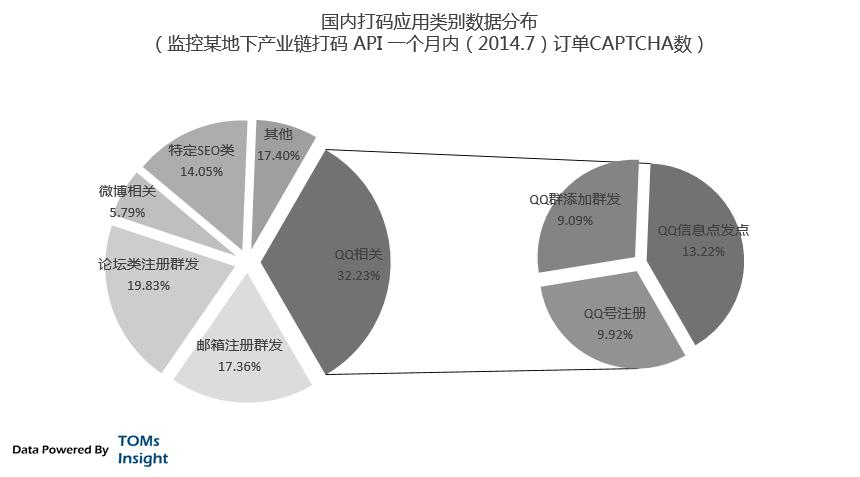 国内打码应用类别数据分布
（监控某地下产业链打码 API 一个月内（2014.7）订单CAPTCHA数）
其他
17.40%
特定SEO类
14.05%
微博相关
5.79%
论坛类注册群发
19.83%
邮箱注册群发
17.36%
QQ相关
32.23%
QQ群添加群发
9.09%
QQ信息点发点
13.22%
QQ号注册
9.92%
Data Powered By
TOMs
Insight